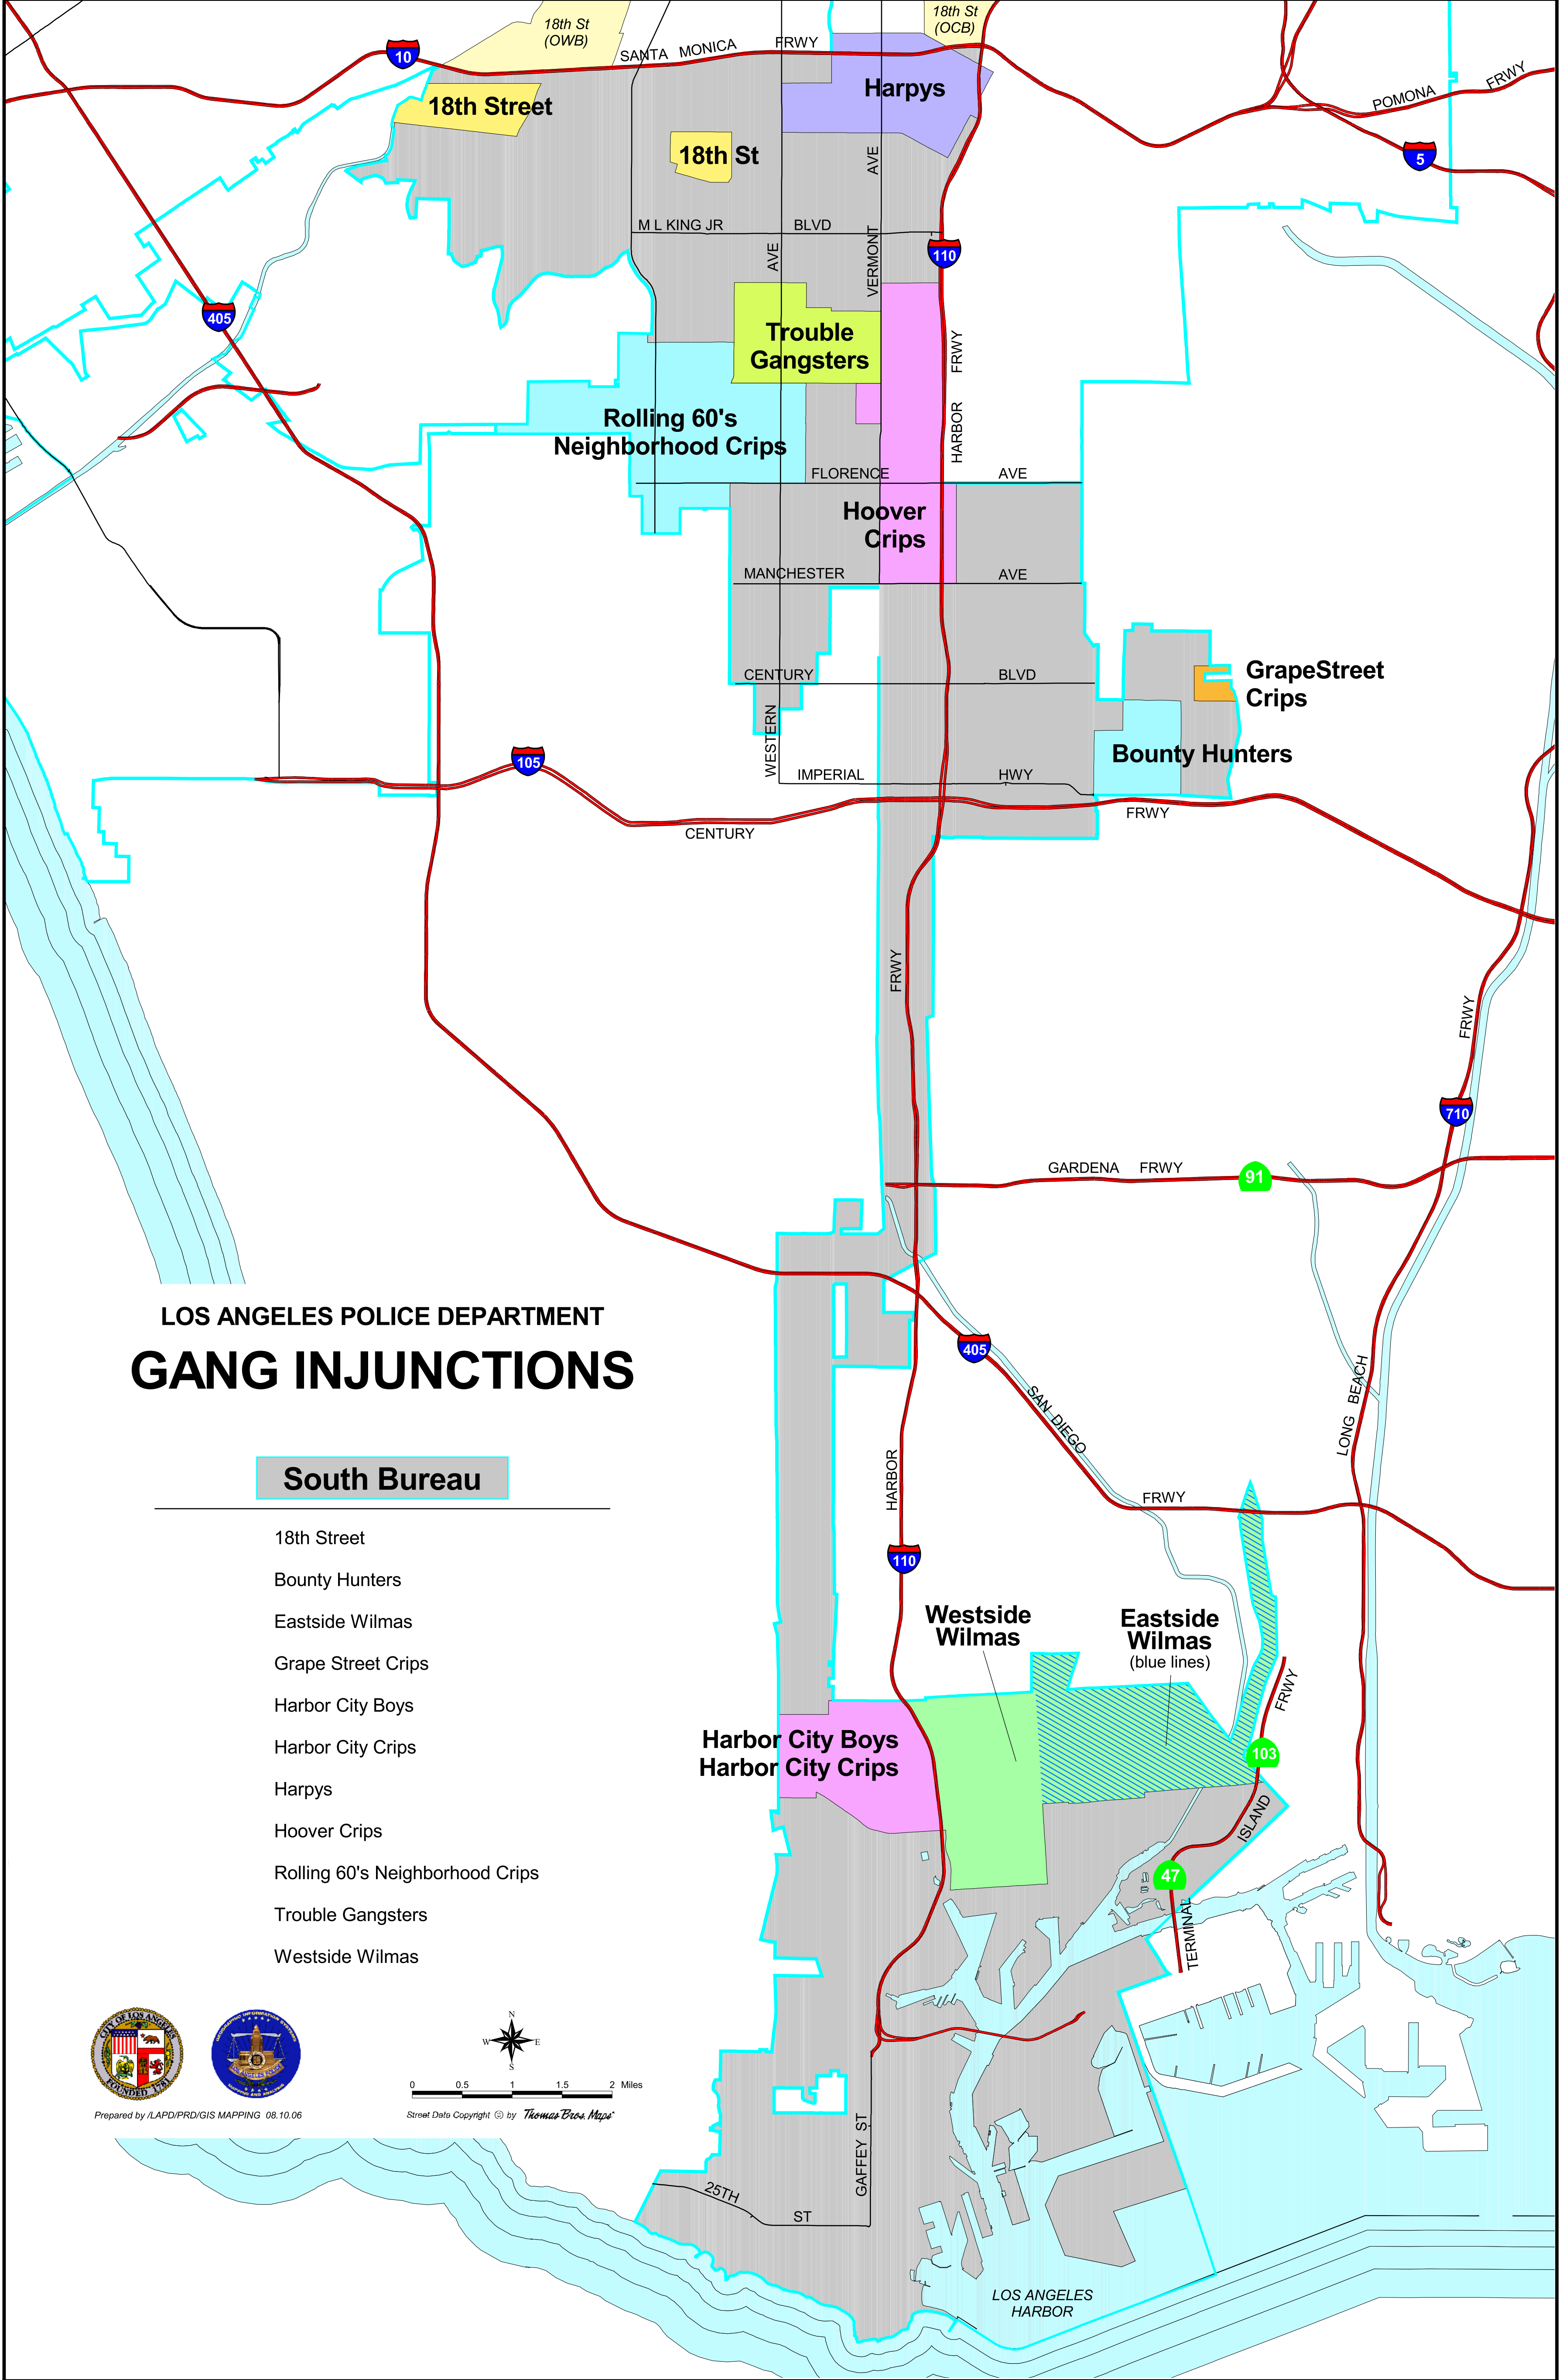 18th St
(OWB)
18th St
(OCB)
10
SANTA MONICA FRWY
POMONA FRWY
Harpys
18th Street
18th St
AVE
5
M L KING JR BLVD
AVE
VERMONT
110
405
Trouble
Gangsters
FRWY
HARBOR
Rolling 60's
Neighborhood Crips
FLORENCE AVE
Hoover
Crips
MANCHESTER AVE
GrapeStreet
Crips
CENTURY BLVD
WESTERN
Bounty Hunters
105
IMPERIAL HWY
CENTURY FRWY
FRWY
FRWY
710
GARDENA FRWY
91
LOS ANGELES POLICE DEPARTMENT
GANG INJUNCTIONS
405
SAN DIEGO FRWY
LONG BEACH
HARBOR
110
South Bureau
18th Street
Bounty Hunters
Eastside Wilmas
Grape Street Crips
Harbor City Boys
Harbor City Crips
Harpys
Hoover Crips
Rolling 60's Neighborhood Crips
Trouble Gangsters
Westside Wilmas
Westside
Wilmas
Eastside
Wilmas
(blue lines)
FRWY
103
Harbor City Boys
Harbor City Crips
ISLAND
47
TERMINAL
CITY OF LOS ANGELES
FOUNDED 1781
N
W E
S
0 0.5 1 1.5 2 Miles
Prepared by /LAPD/PRD/GIS MAPPING 08.10.06
Street Data Copyright © by Thomas Bros. Maps
GAFFEY ST
25TH ST
LOS ANGELES
HARBOR